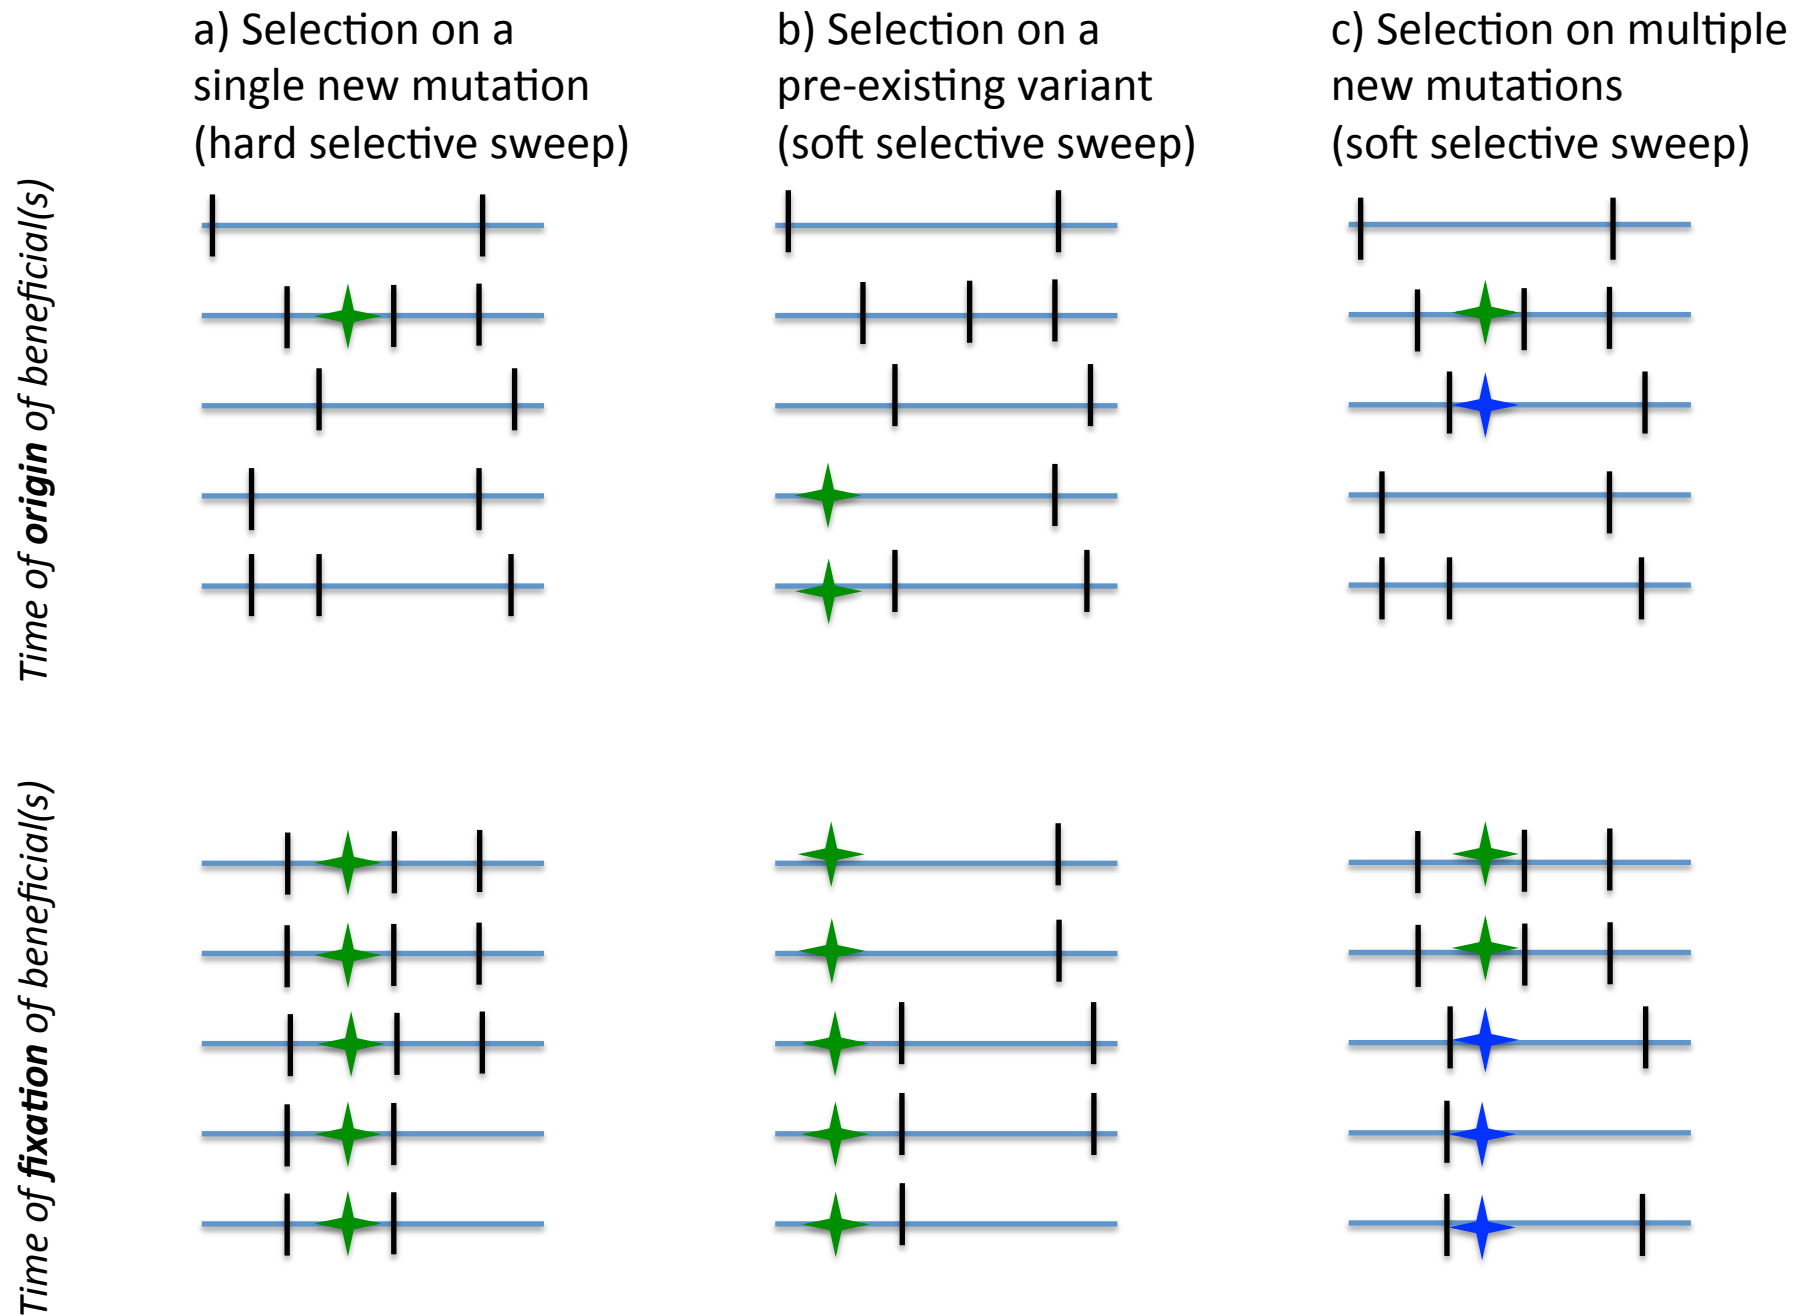 a) Selection on a
single new mutation
(hard selective sweep)
b) Selection on a
pre-existing variant
(soft selective sweep)
c) Selection on multiple
new mutations
(soft selective sweep)
Time of origin of beneficial(s)
Time of fixation of beneficial(s)